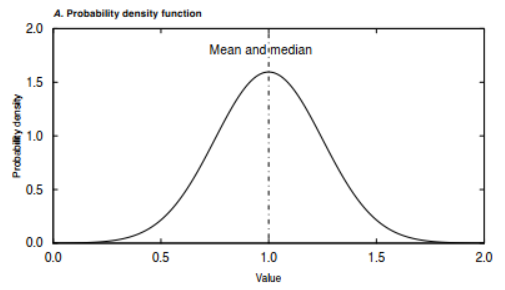 A. Probability density function
2.0
Mean and median
1.5
1.0
0.5
0.0
Probability density
0.0 0.5 1.0 1.5 2.0
Value